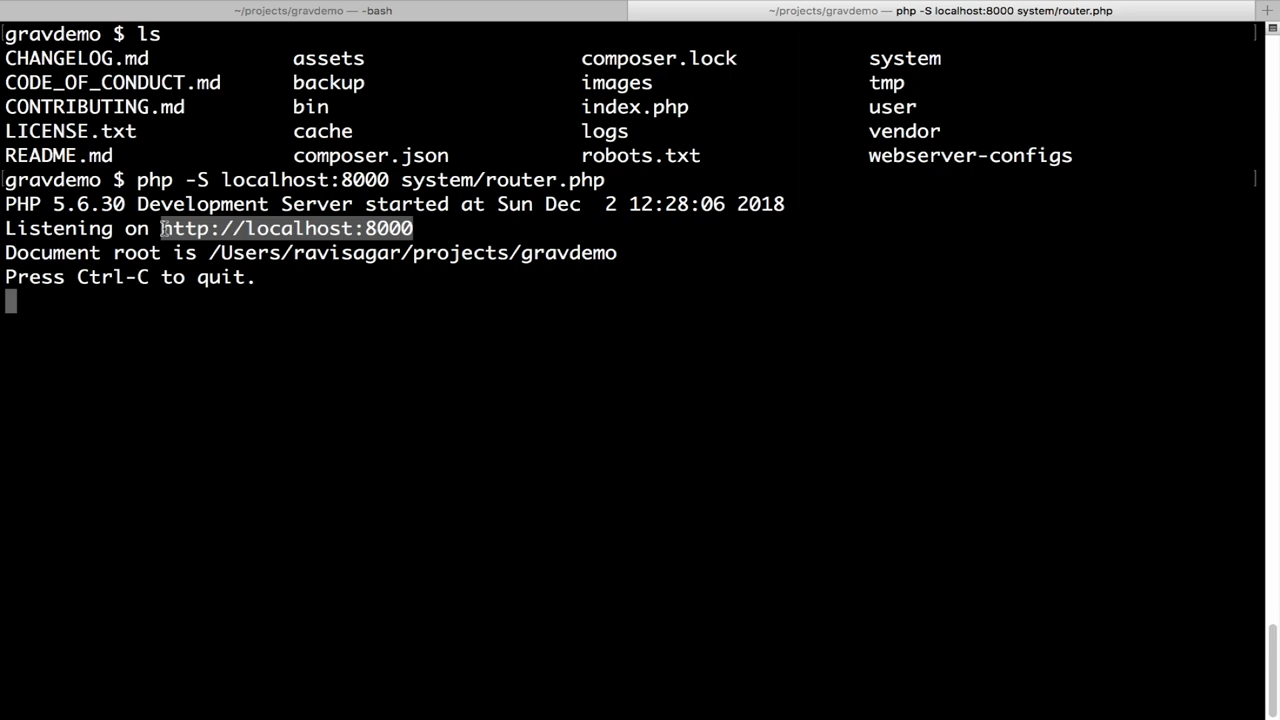 ~/projects/gravdemo — -bash ~/projects/gravdemo — php -S localhost:8000 system/router.php
gravdemo $ ls
CHANGELOG.md assets composer.lock system
CODE_OF_CONDUCT.md backup images tmp
CONTRIBUTING.md bin index.php user
LICENSE.txt cache logs vendor
README.md composer.json robots.txt webserver-configs
gravdemo $ php -S localhost:8000 system/router.php
PHP 5.6.30 Development Server started at Sun Dec  2 12:28:06 2018
Listening on http://localhost:8000
Document root is /Users/ravisagar/projects/gravdemo
Press Ctrl-C to quit.